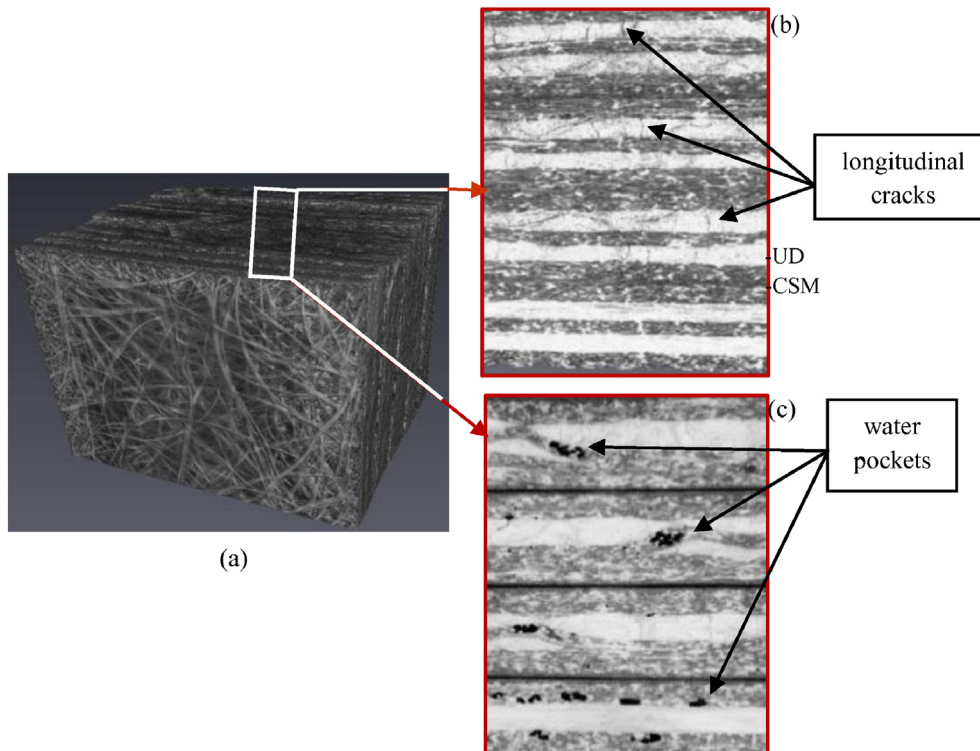 (b)
longitudinal
cracks
UD
CSM
(a)
(c)
water
pockets